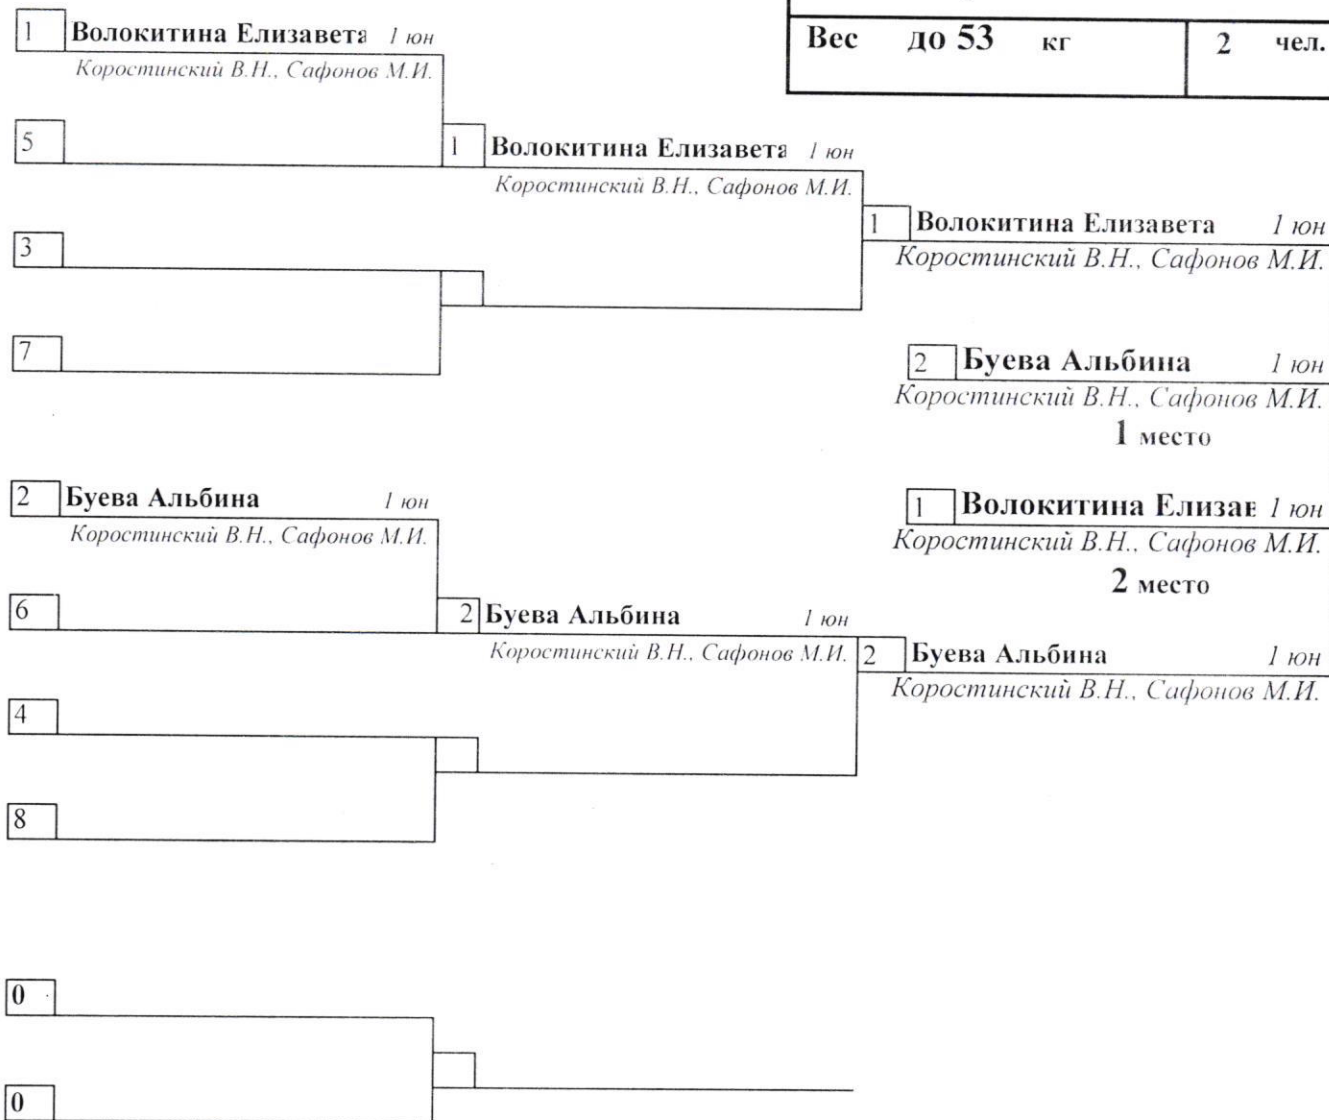 Вес до 53 кг 2 чел.
1 Волокитина Елизавета 1 юн
Коростинский В.Н., Сафонов М.И.
5
1 Волокитина Елизавета 1 юн
Коростинский В.Н., Сафонов М.И.
1 Волокитина Елизавета 1 юн
Коростинский В.Н., Сафонов М.И.
3
7
2 Буева Альбина 1 юн
Коростинский В.Н., Сафонов М.И.
1 место
2 Буева Альбина 1 юн
Коростинский В.Н., Сафонов М.И.
1 Волокитина Елизав 1 юн
Коростинский В.Н., Сафонов М.И.
2 место
6
2 Буева Альбина 1 юн
Коростинский В.Н., Сафонов М.И.
2 Буева Альбина 1 юн
Коростинский В.Н., Сафонов М.И.
4
8
0
0